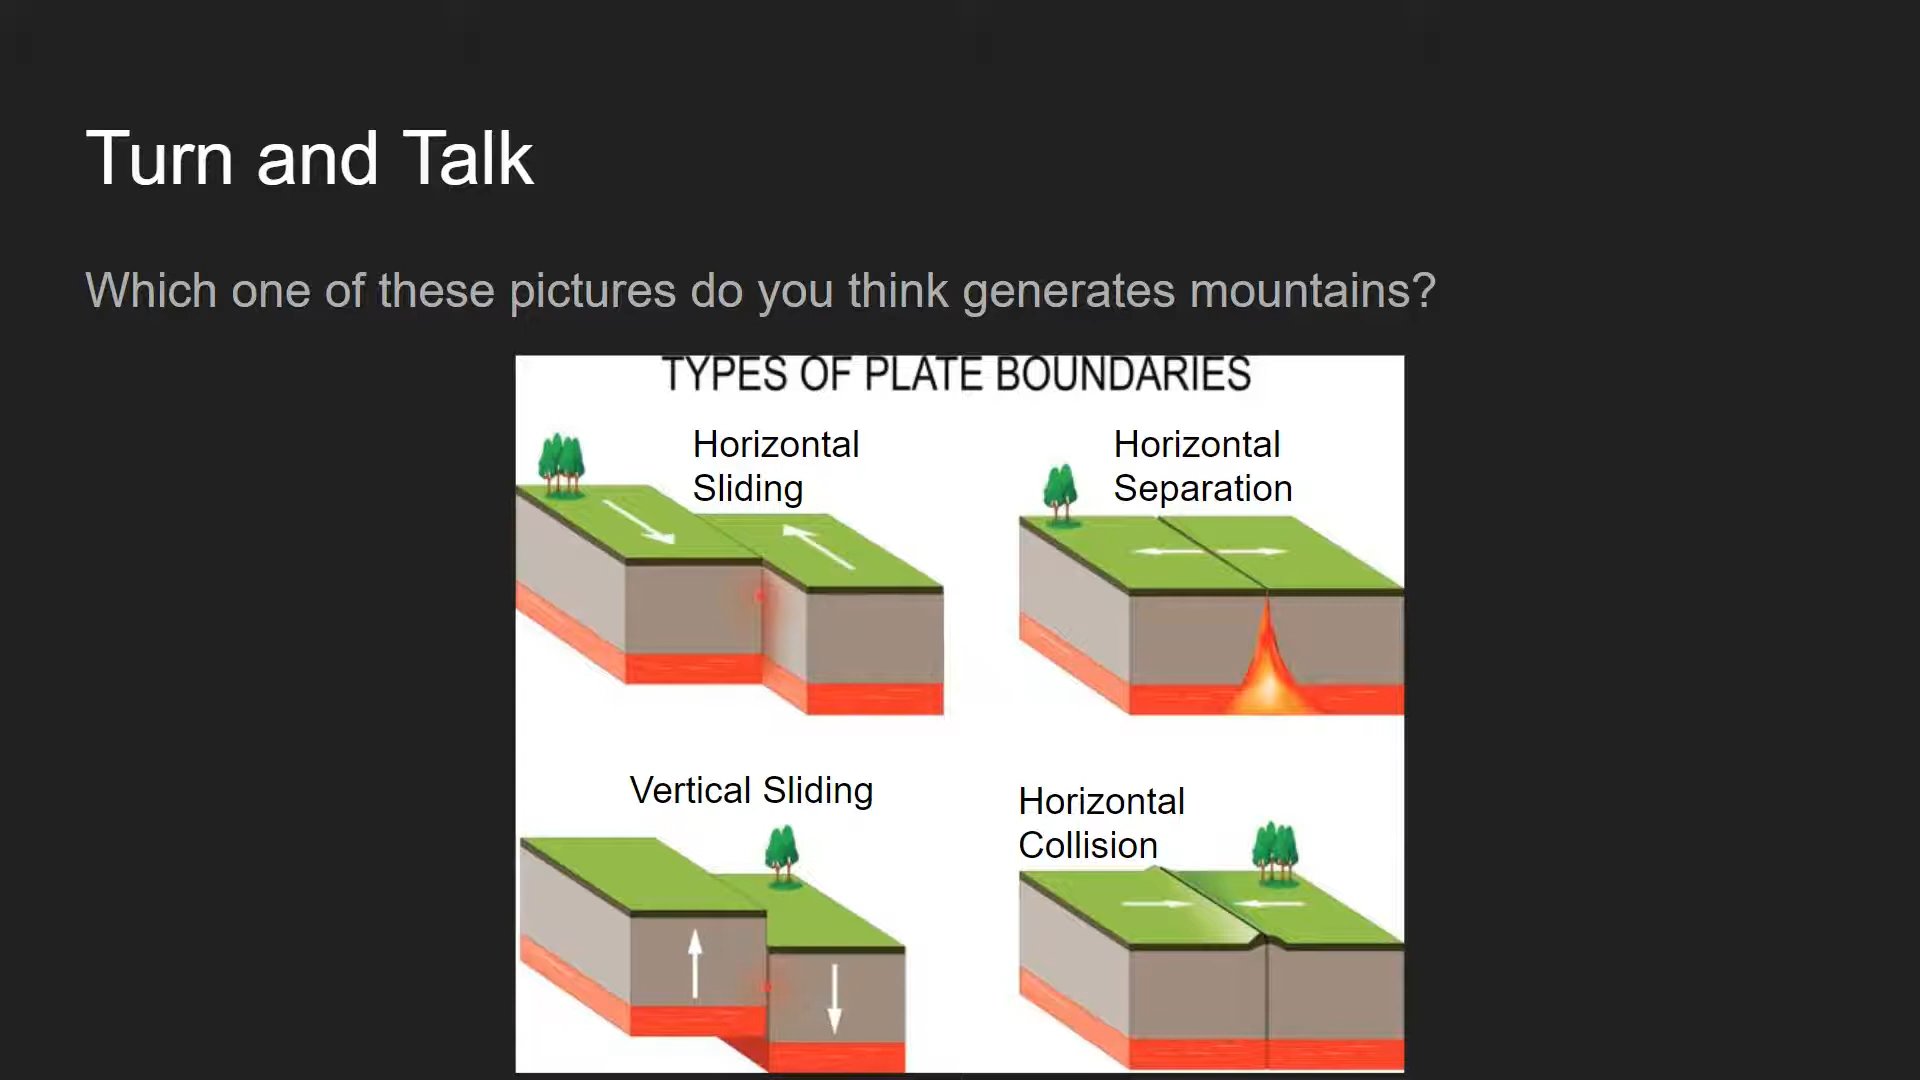 Turn and Talk
Which one of these pictures do you think generates mountains?
TYPES OF PLATE BOUNDARIES
Horizontal
Sliding
Horizontal
Separation
Vertical Sliding
Horizontal
Collision